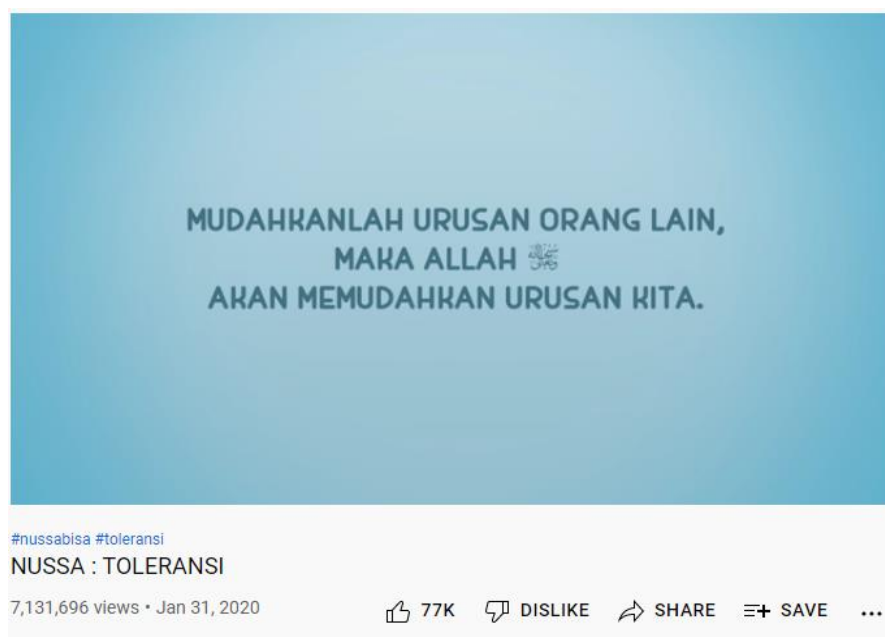 MUDAHKANLAH URUSAN ORANG LAIN,
MAKA ALLAH ﷻ
AKAN MEMUDAHKAN URUSAN KITA.
#nussabisa #toleransi
NUSSA : TOLERANSI
7,131,696 views • Jan 31, 2020 77K DISLIKE SHARE SAVE ...